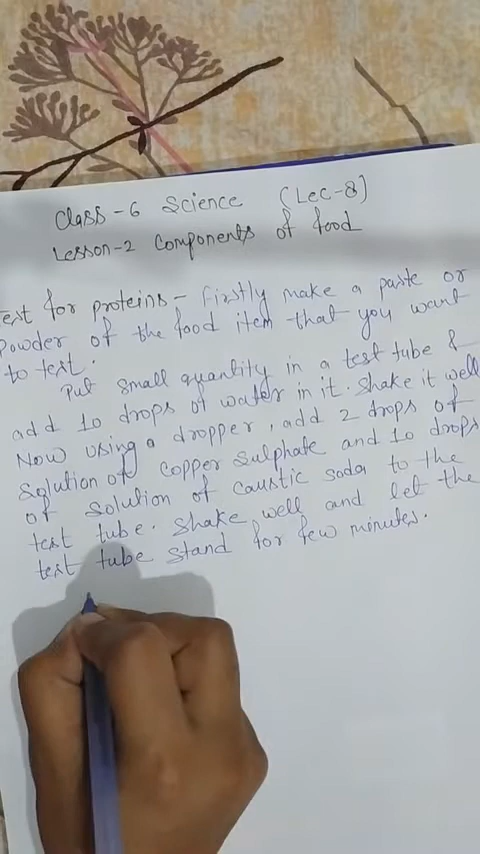 Class-6 Science (Lec-8)
Lesson-2 Components of food
Test for proteins - Firstly make a paste or
Powder of the food item that you want
to test.
Put small quantity in a test tube &
add 10 drops of water in it. Shake it well
Now using a dropper, add 2 drops of
solution of copper sulphate and 10 drops
of solution of caustic soda to the
test tube. Shake well and let the
test tube stand for few minutes.